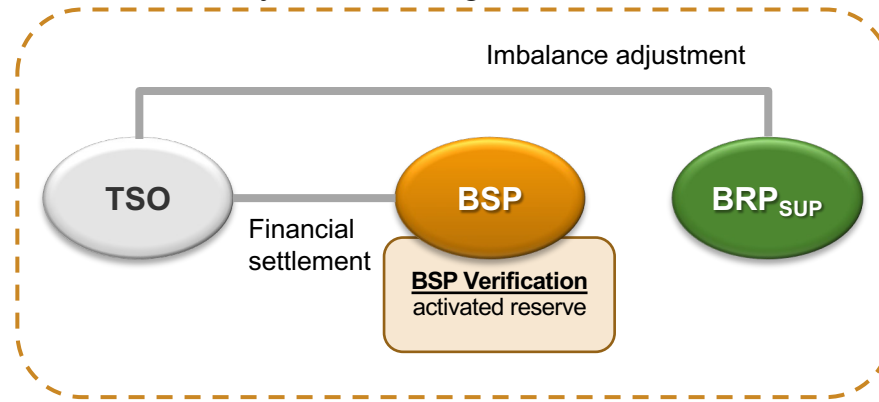 Imbalance adjustment
TSO
BSP
BRPSUP
Financial
settlement
BSP Verification
activated reserve